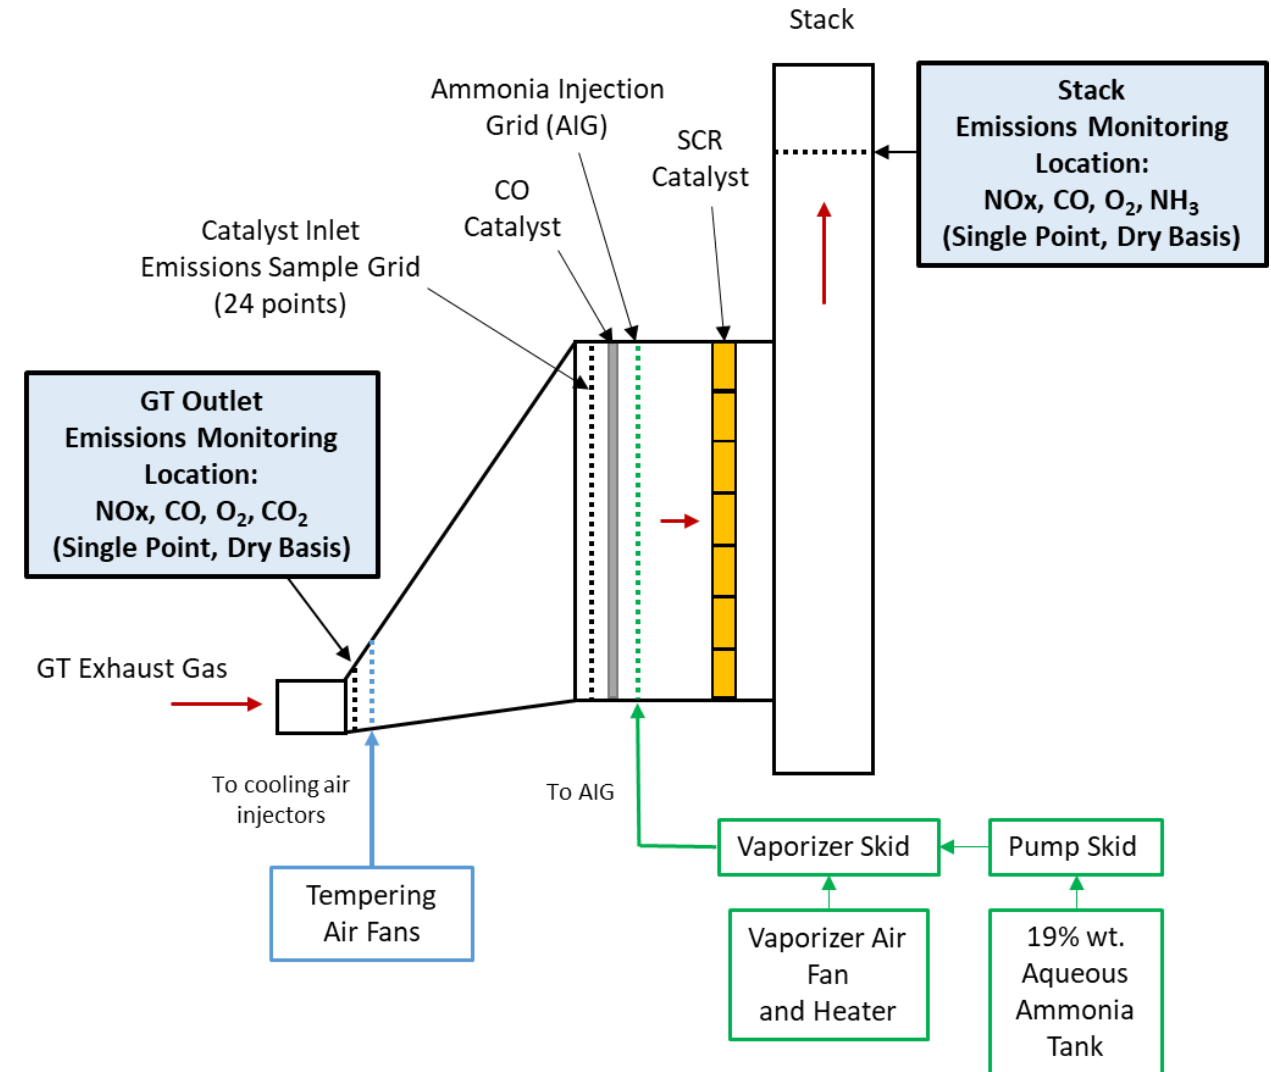 Stack
Stack
Emissions Monitoring
Location:
NOx, CO, O₂, NH₃
(Single Point, Dry Basis)
Ammonia Injection
Grid (AIG)
SCR
Catalyst
CO
Catalyst
Catalyst Inlet
Emissions Sample Grid
(24 points)
GT Outlet
Emissions Monitoring
Location:
NOx, CO, O₂, CO₂
(Single Point, Dry Basis)
GT Exhaust Gas
To cooling air
injectors
To AIG
Tempering
Air Fans
Vaporizer Skid
Pump Skid
Vaporizer Air
Fan
and Heater
19% wt.
Aqueous
Ammonia
Tank